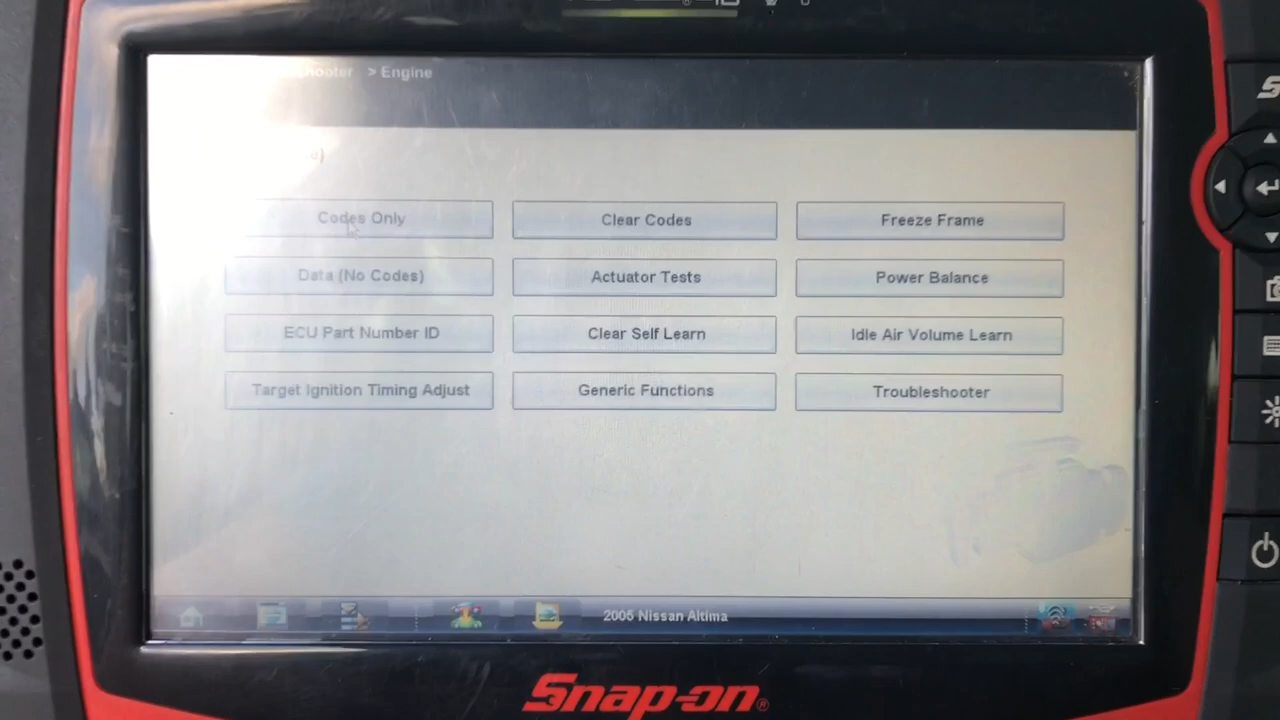 > Engine
Codes Only
Clear Codes
Freeze Frame
Data (No Codes)
Actuator Tests
Power Balance
ECU Part Number ID
Clear Self Learn
Idle Air Volume Learn
Target Ignition Timing Adjust
Generic Functions
Troubleshooter
2005 Nissan Altima
Snap-on®